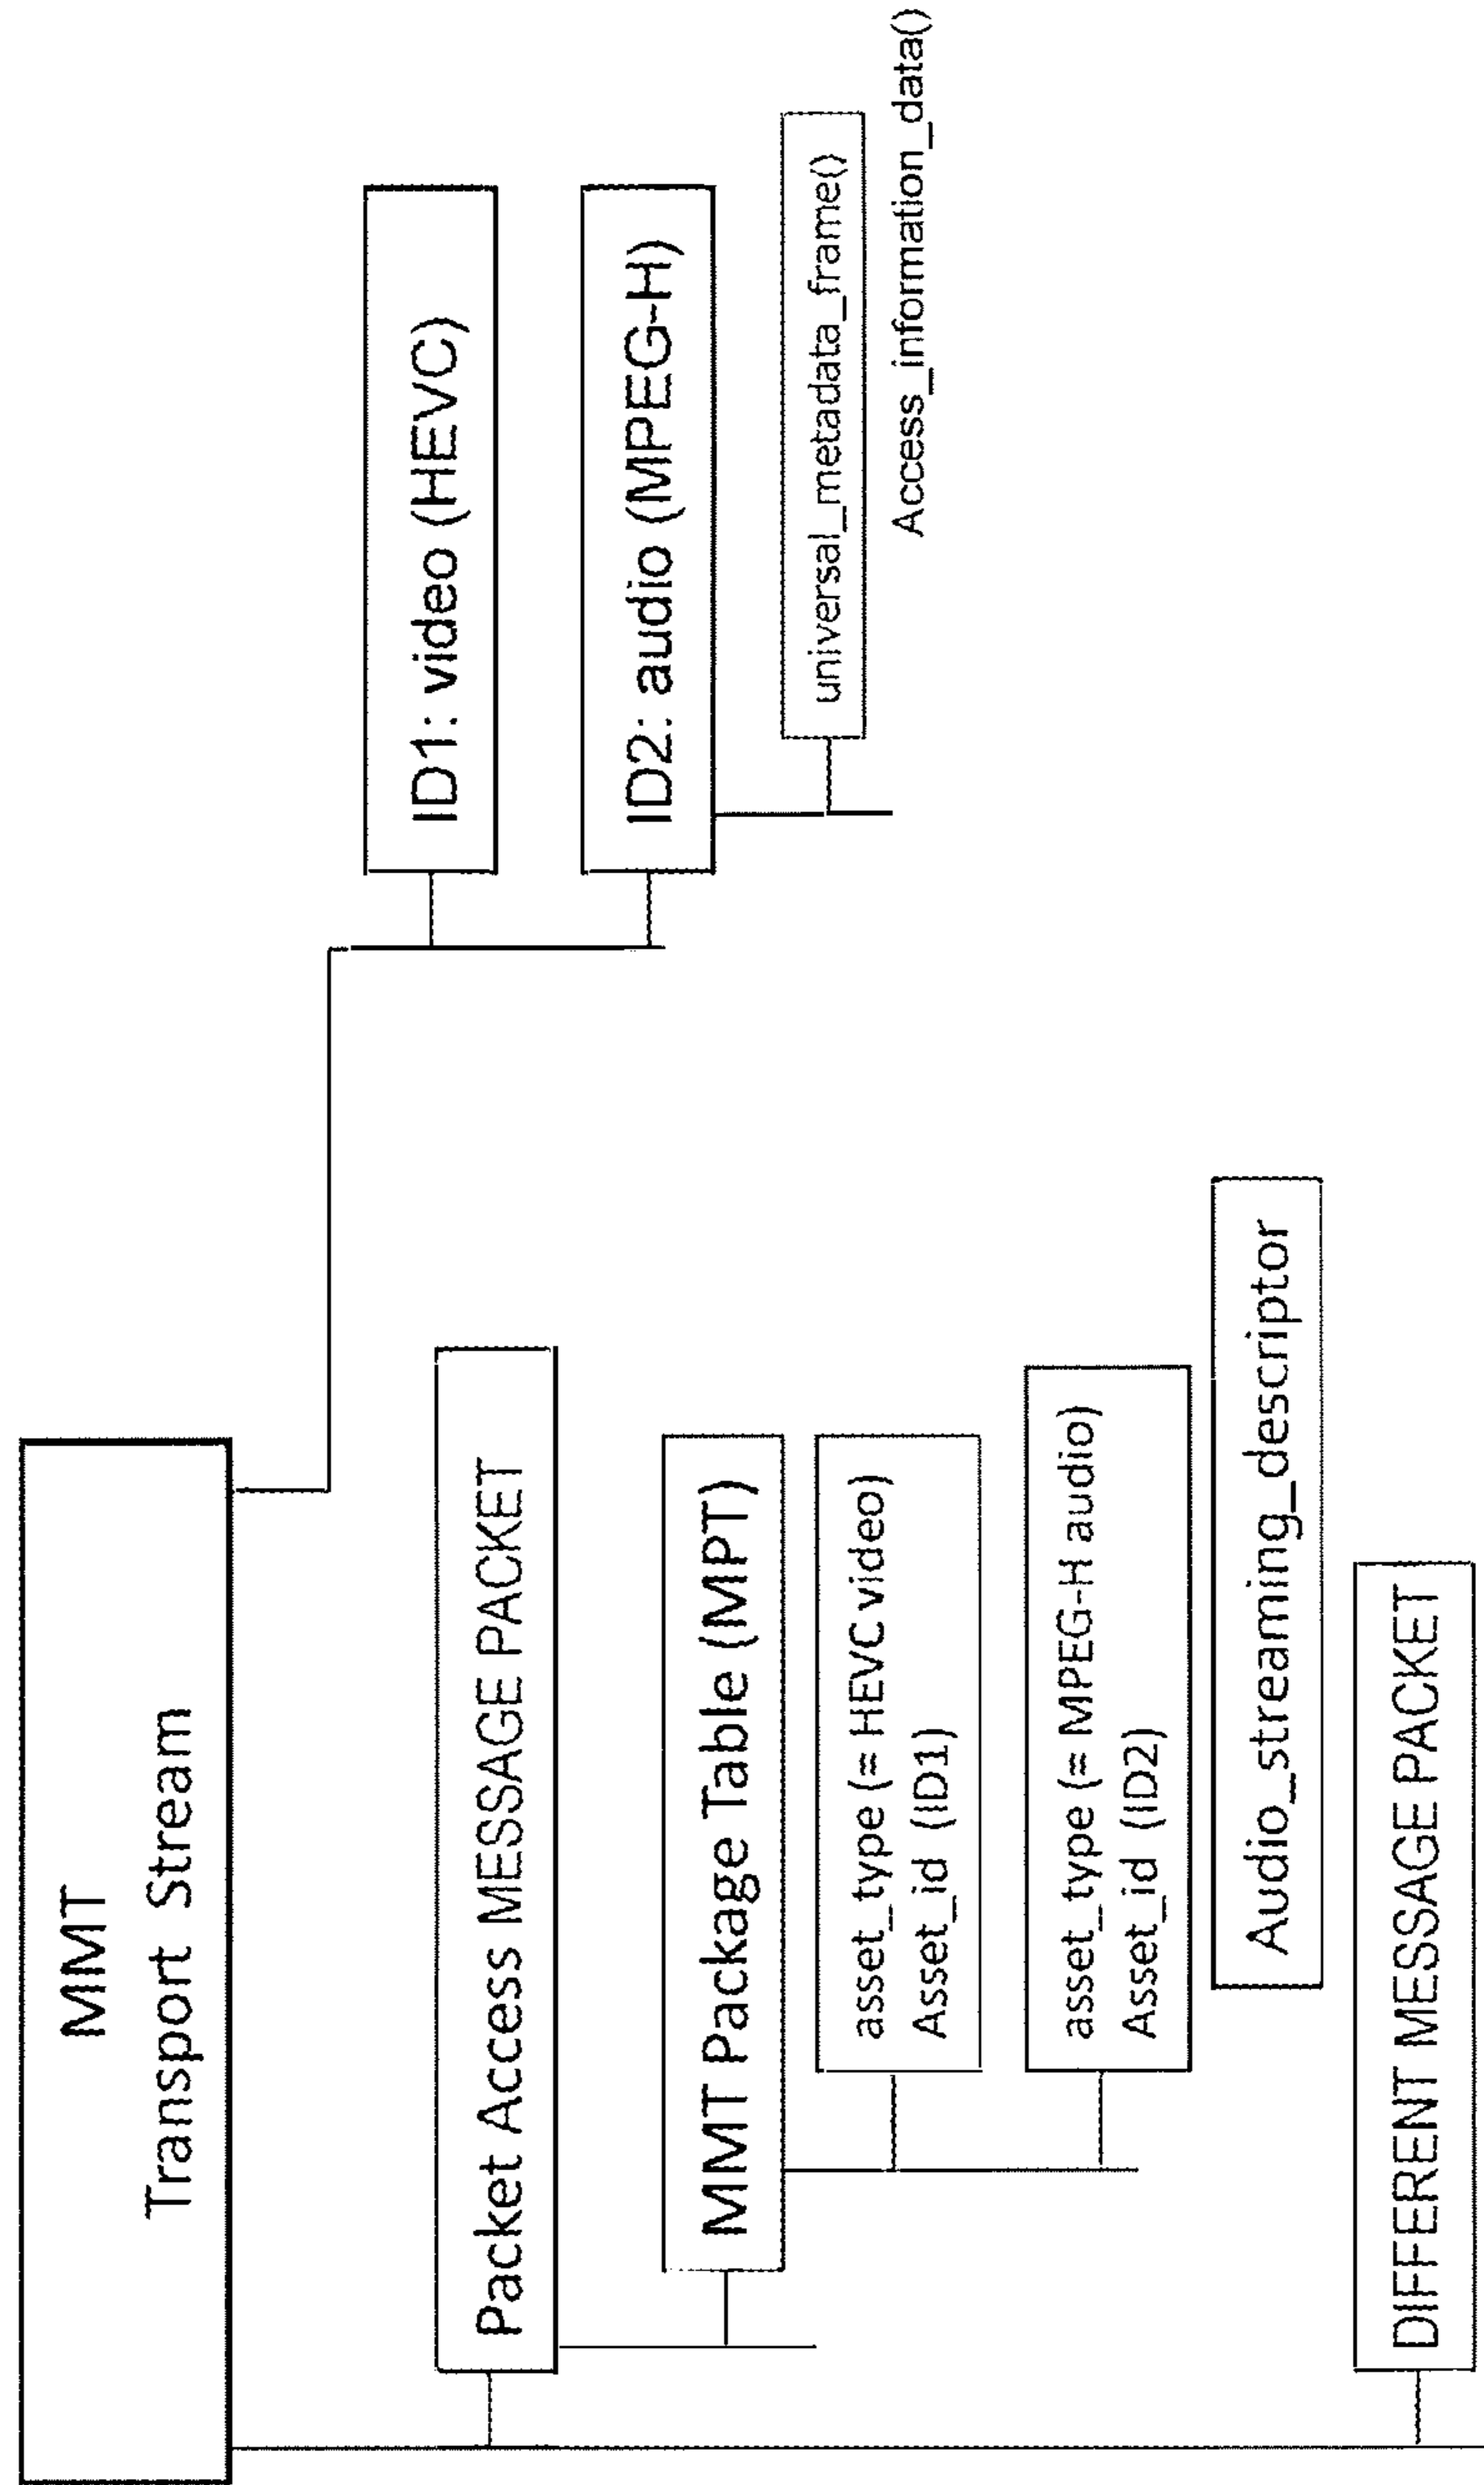 MMT
Transport Stream
Packet Access MESSAGE PACKET
MMT Package Table (MPT)
asset_type (= HEVC video)
Asset_id (ID1)
asset_type (= MPEG-H audio)
Asset_id (ID2)
Audio_streaming_descriptor
DIFFERENT MESSAGE PACKET
ID1: video (HEVC)
ID2: audio (MPEG-H)
universal_metadata_frame()
Access_information_data()